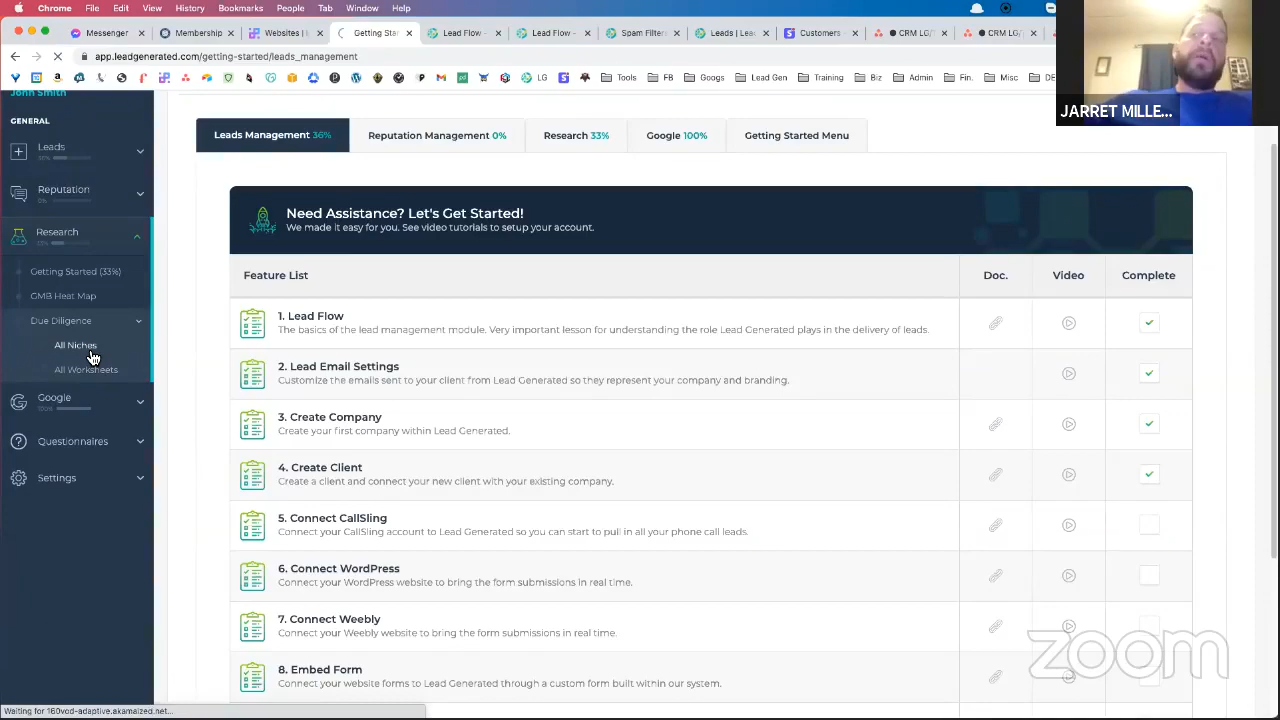 Chrome File Edit View History Bookmarks People Tab Window Help
Messenger
Membership
Websites |
Getting Star
Lead Flow -
Lead Flow -
Spam Filters
Leads | Lea
Customers
CRM LG/
CRM LG/
app.leadgenerated.com/getting-started/leads_management
LG
Tools
FB
Googs
Lead Gen
Training
Biz
Admin
Fin.
Misc
DE
JARRET MILLE...
John Smith
GENERAL
Leads
Reputation
0%
Research
33%
Getting Started (33%)
GMB Heat Map
Due Diligence
All Niches
All Worksheets
Google
100%
Questionnaires
Settings
Leads Management 36%
Reputation Management 0%
Research 33%
Google 100%
Getting Started Menu
Need Assistance? Let's Get Started!
We made it easy for you. See video tutorials to setup your account.
Feature List Doc. Video Complete
1. Lead Flow
The basics of the lead management module. Very important lesson for understanding the role Lead Generated plays in the delivery of leads.
2. Lead Email Settings
Customize the emails sent to your client from Lead Generated so they represent your company and branding.
3. Create Company
Create your first company within Lead Generated.
4. Create Client
Create a client and connect your new client with your existing company.
5. Connect CallSling
Connect your CallSling account to Lead Generated so you can start to pull in all your phone call leads.
6. Connect WordPress
Connect your WordPress website to bring the form submissions in real time.
7. Connect Weebly
Connect your Weebly website to bring the form submissions in real time.
8. Embed Form
Connect your website forms to Lead Generated through a custom form built within our system.
zoom
Waiting for 160vod-adaptive.akamaized.net...